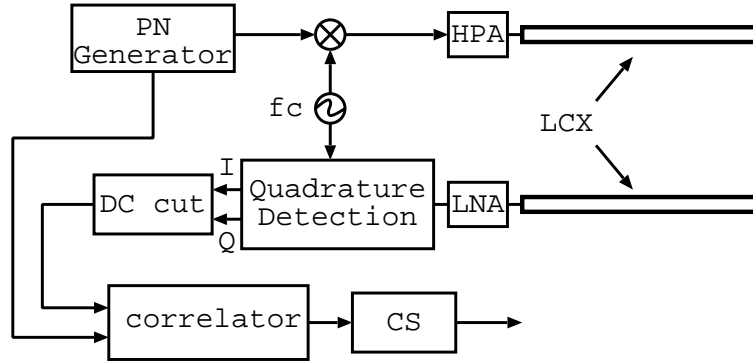 PN
Generator
HPA
fc
LCX
I
Quadrature
Detection
LNA
DC cut
Q
correlator
CS